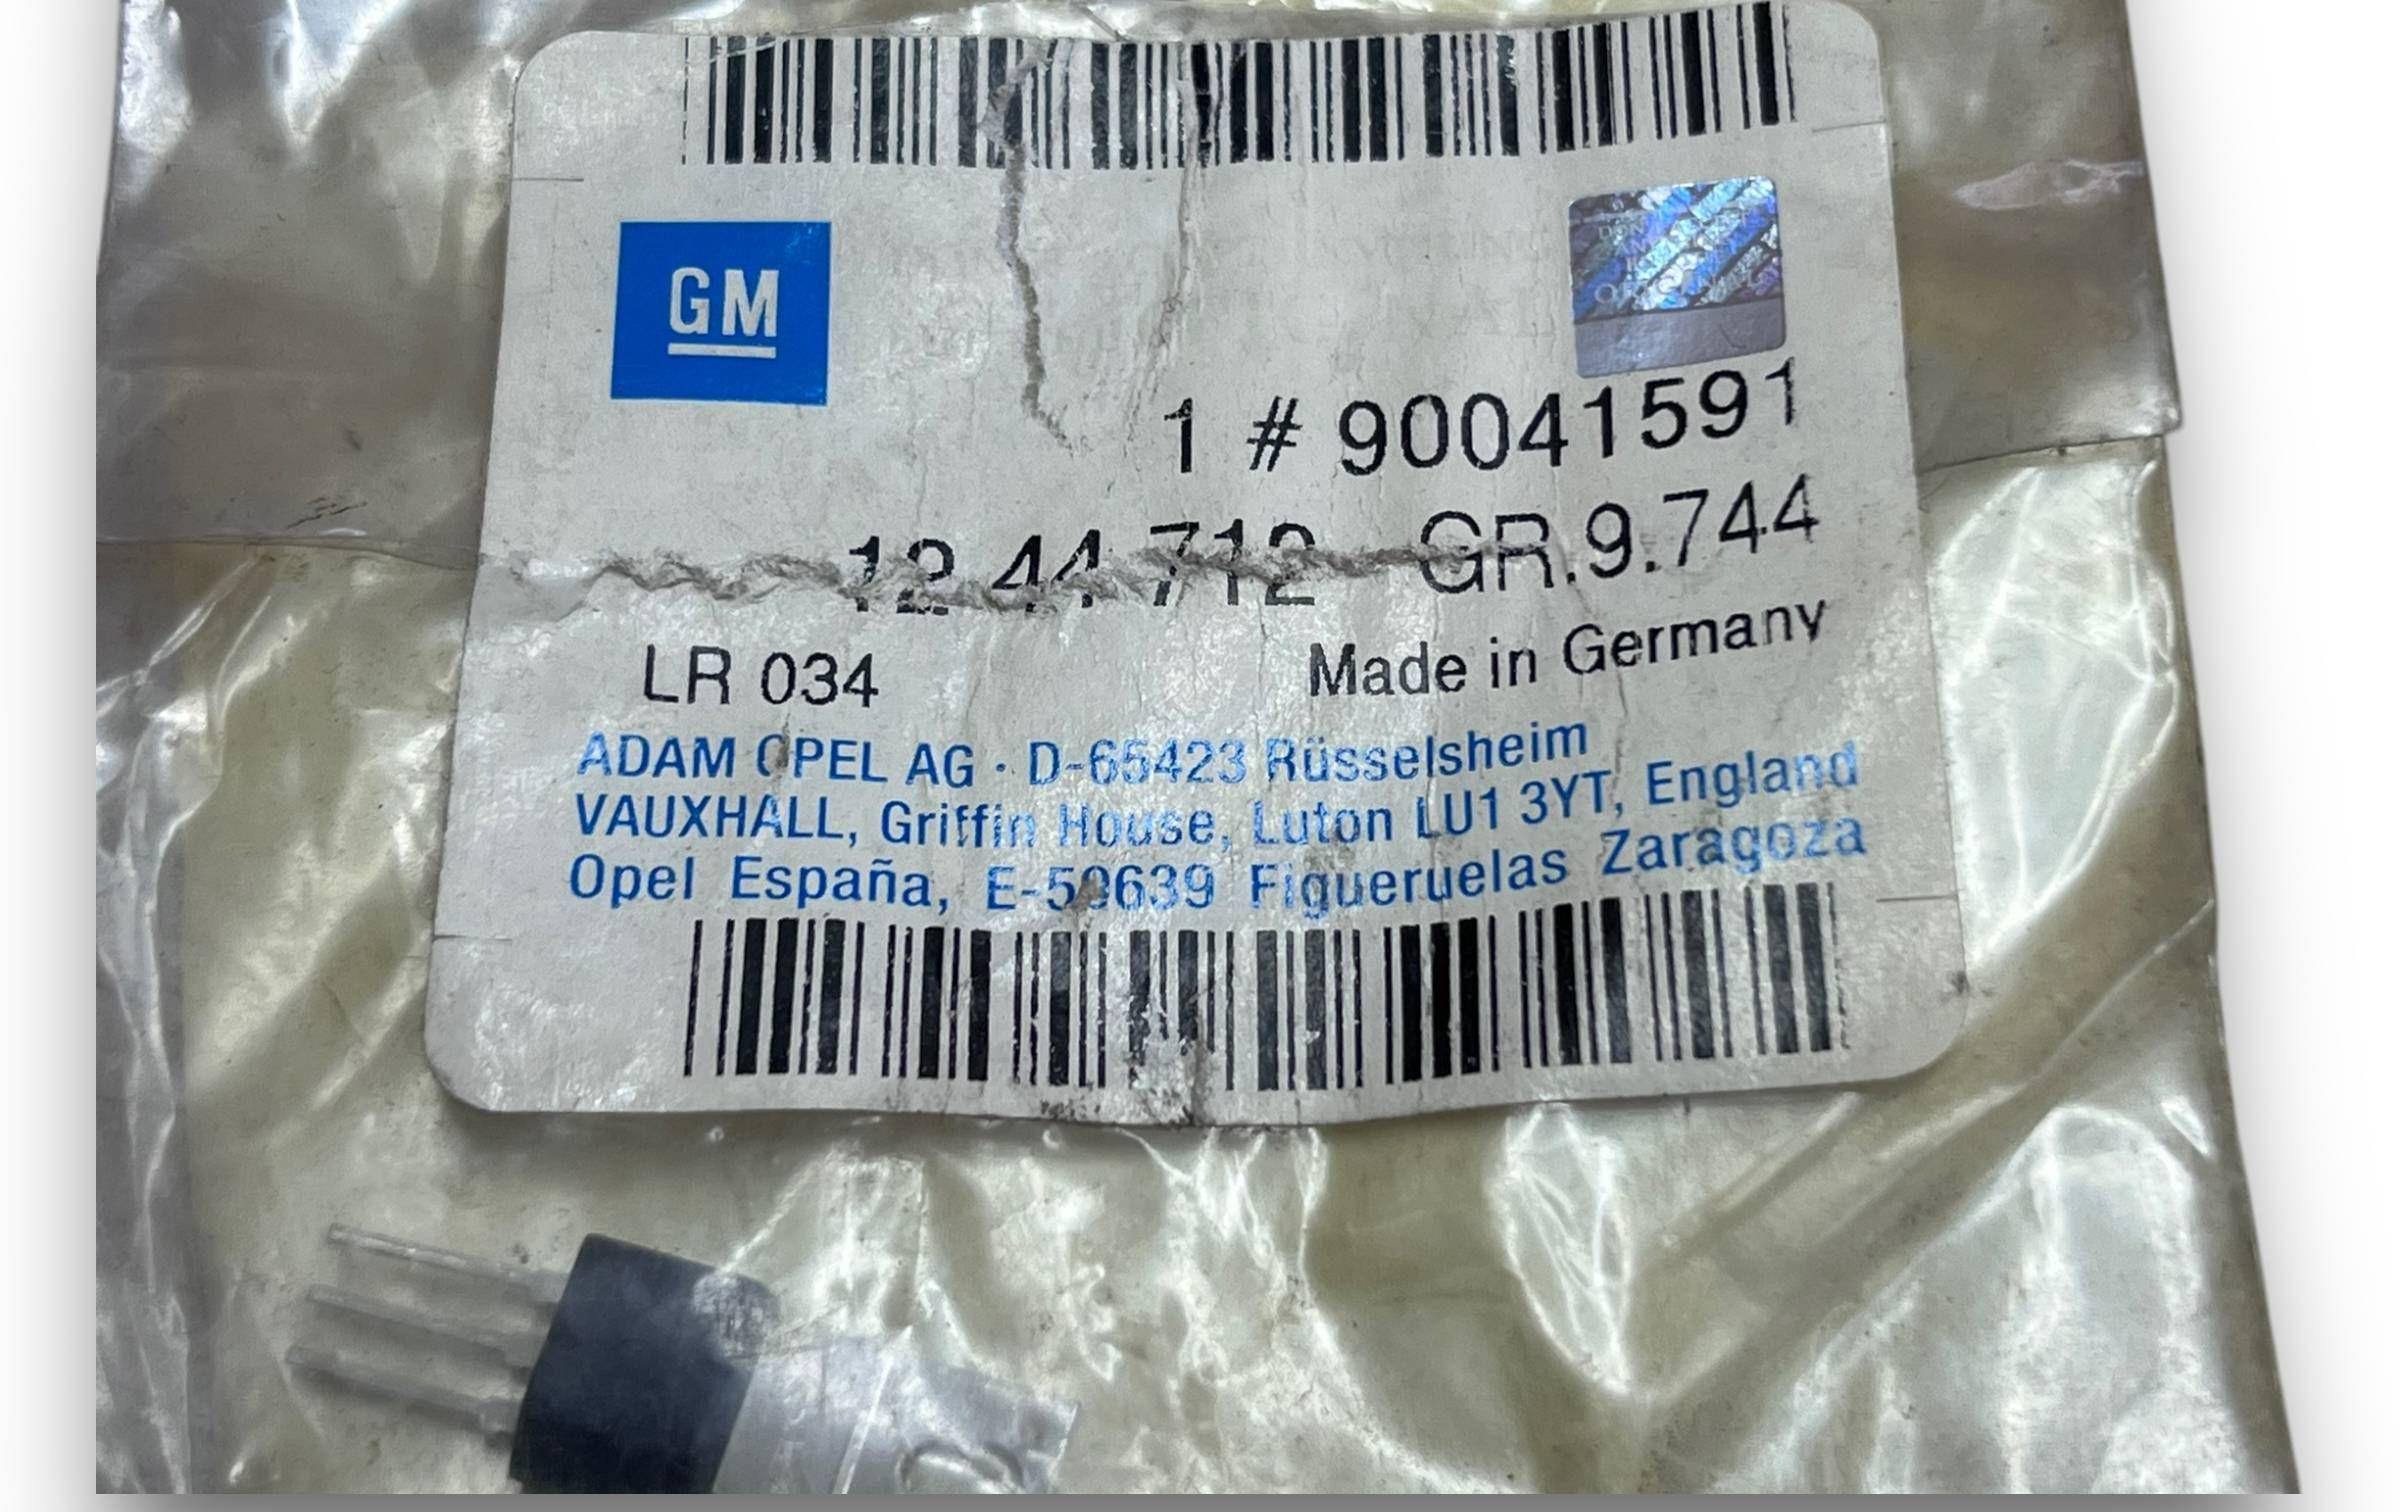 GM
1 # 90041591
12 44 712 GR.9.744
LR 034 Made in Germany
ADAM OPEL AG · D-65423 Rüsselsheim
VAUXHALL, Griffin House, Luton LU1 3YT, England
Opel España, E-50639 Figueruelas Zaragoza